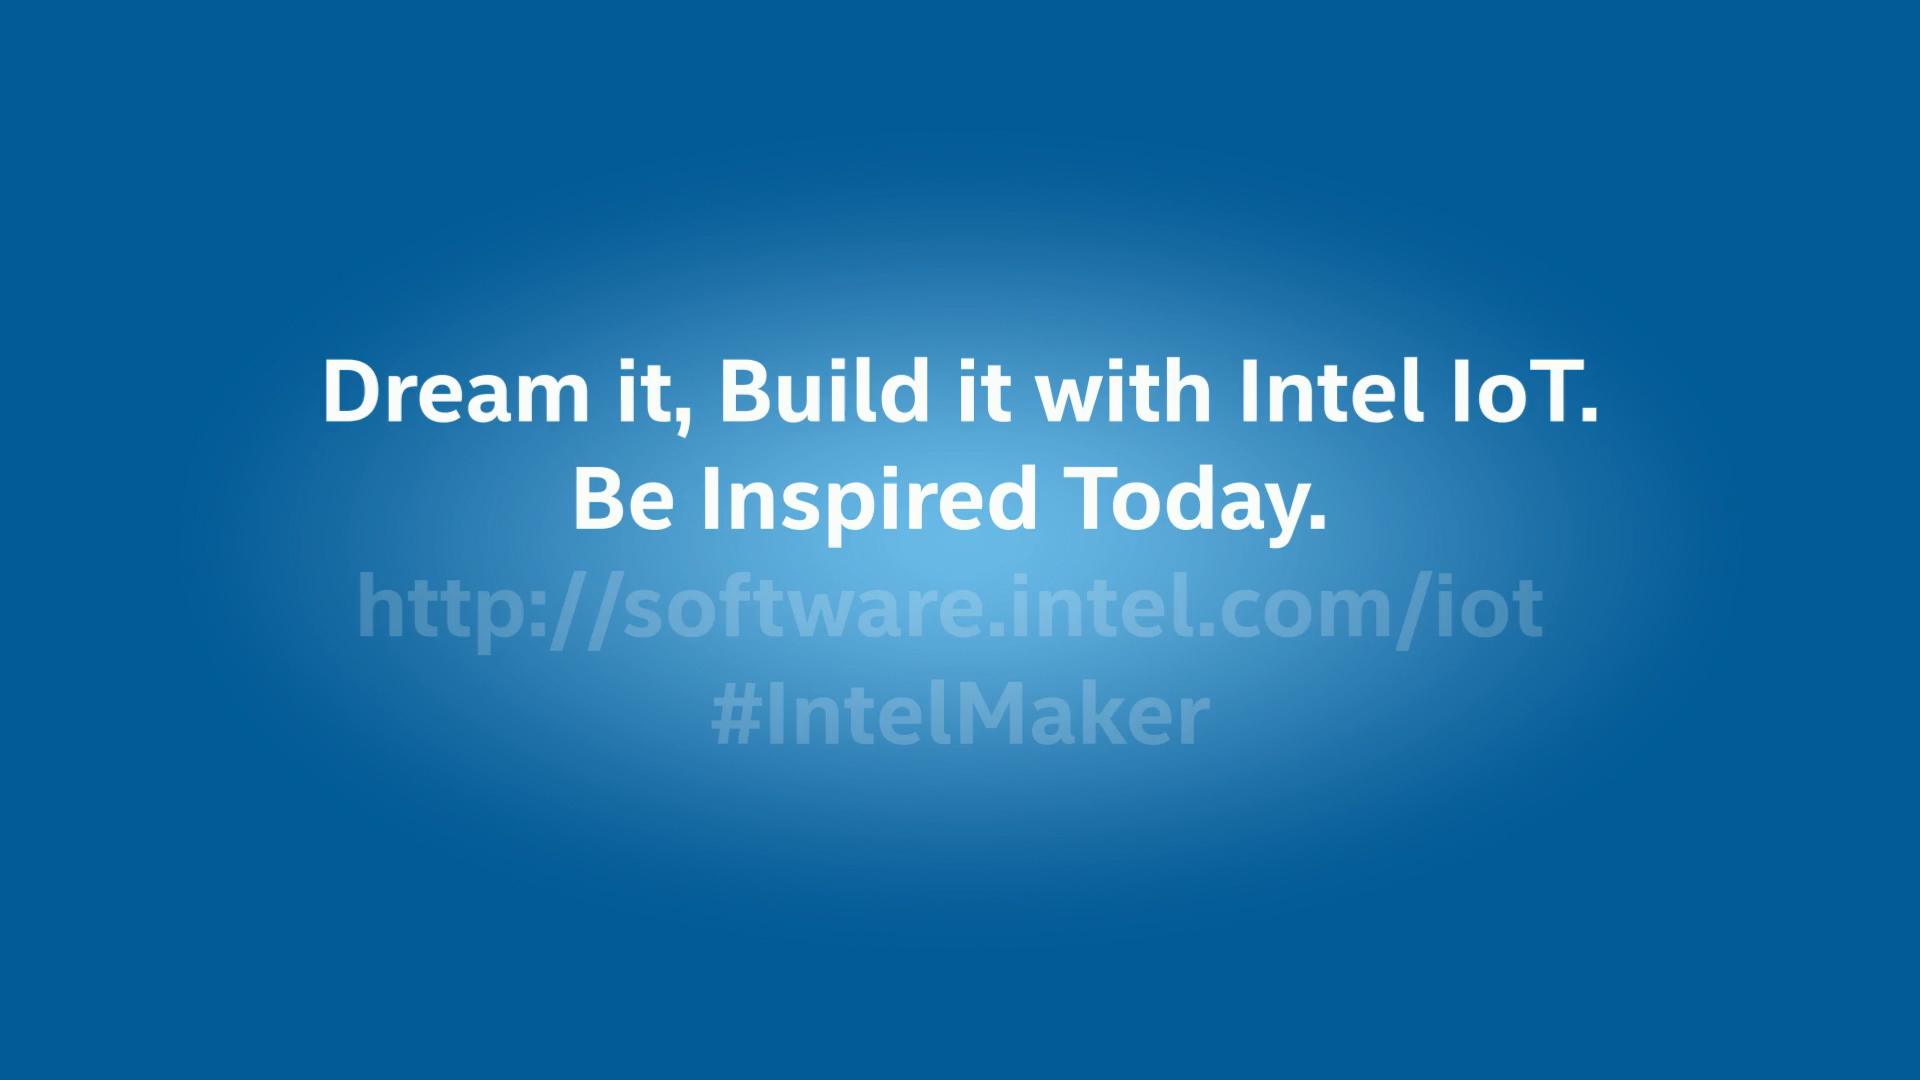 Dream it, Build it with Intel IoT.
Be Inspired Today.
http://software.intel.com/iot
#IntelMaker